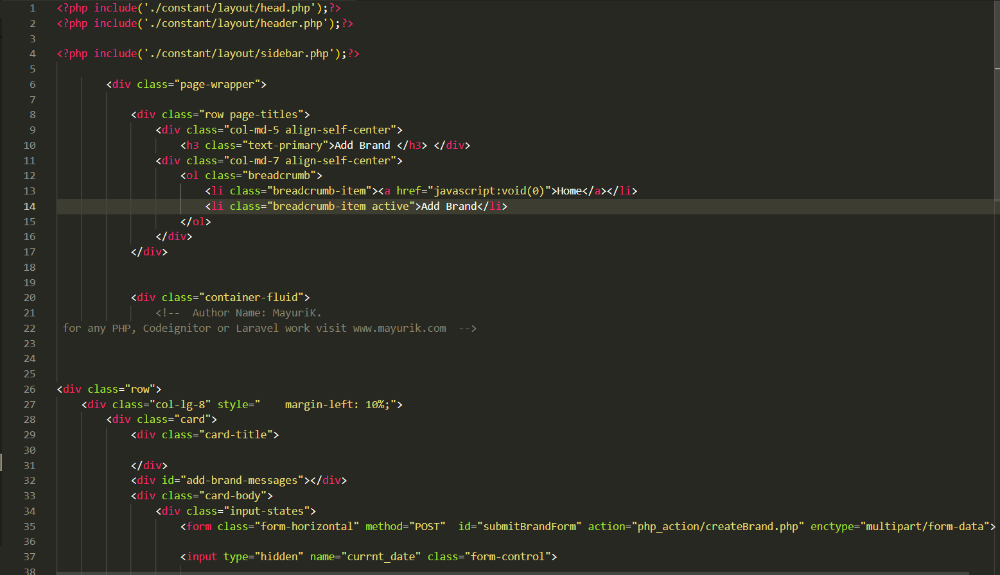 1 <?php include('./constant/layout/head.php');?>
2 <?php include('./constant/layout/header.php');?>
3
4 <?php include('./constant/layout/sidebar.php');?>
5
6 <div class="page-wrapper">
7
8 <div class="row page-titles">
9 <div class="col-md-5 align-self-center">
10 <h3 class="text-primary">Add Brand </h3> </div>
11 <div class="col-md-7 align-self-center">
12 <ol class="breadcrumb">
13 <li class="breadcrumb-item"><a href="javascript:void(0)">Home</a></li>
14 <li class="breadcrumb-item active">Add Brand</li>
15 </ol>
16 </div>
17 </div>
18
19
20 <div class="container-fluid">
21 <!--  Author Name: MayuriK.
22 for any PHP, Codeignitor or Laravel work visit www.mayurik.com  -->
23
24
25
26 <div class="row">
27 <div class="col-lg-8" style="    margin-left: 10%;">
28 <div class="card">
29 <div class="card-title">
30
31 </div>
32 <div id="add-brand-messages"></div>
33 <div class="card-body">
34 <div class="input-states">
35 <form class="form-horizontal" method="POST"  id="submitBrandForm" action="php_action/createBrand.php" enctype="multipart/form-data">
36
37 <input type="hidden" name="currnt_date" class="form-control">
38